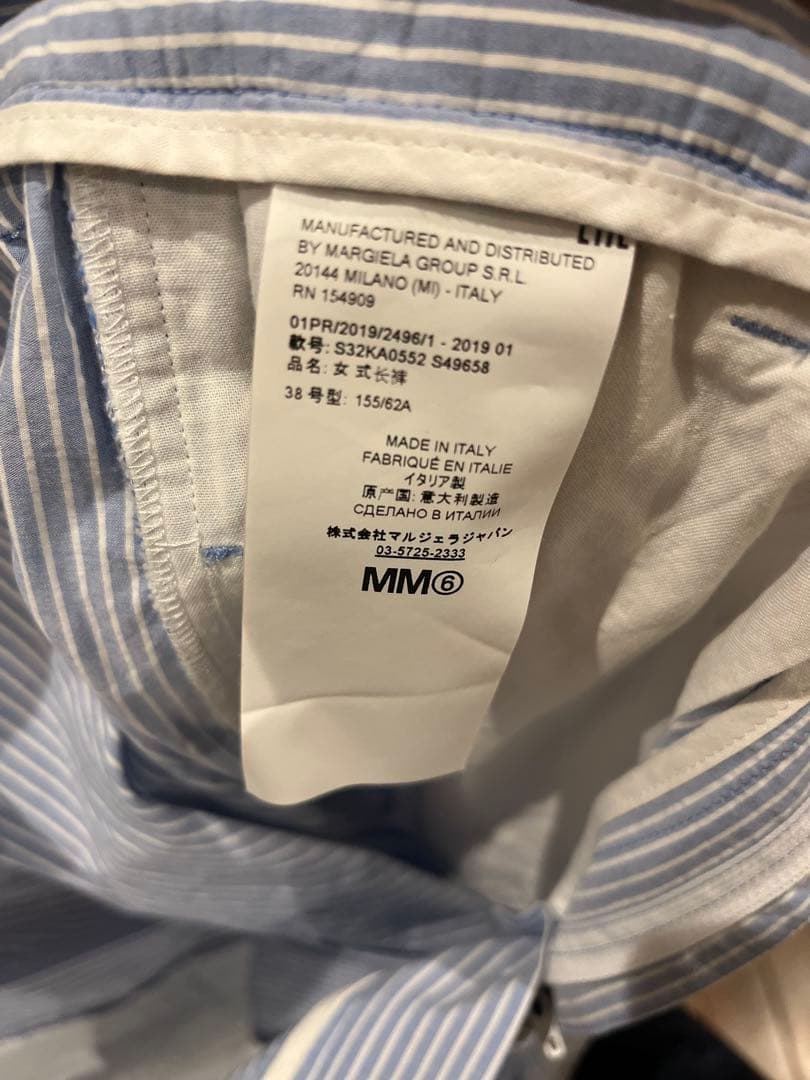 MANUFACTURED AND DISTRIBUTED
BY MARGIELA GROUP S.R.L.
20144 MILANO (MI) - ITALY
RN 154909
01PR/2019/2496/1 - 2019 01
款号: S32KA0552 S49658
品名: 女 式长裤
38 号型: 155/62A
MADE IN ITALY
FABRIQUÉ EN ITALIE
イタリア製
原产国: 意大利製造
СДЕЛАНО В ИТАЛИИ
株式会社マルジェラジャパン
03-5725-2333
MM⑥